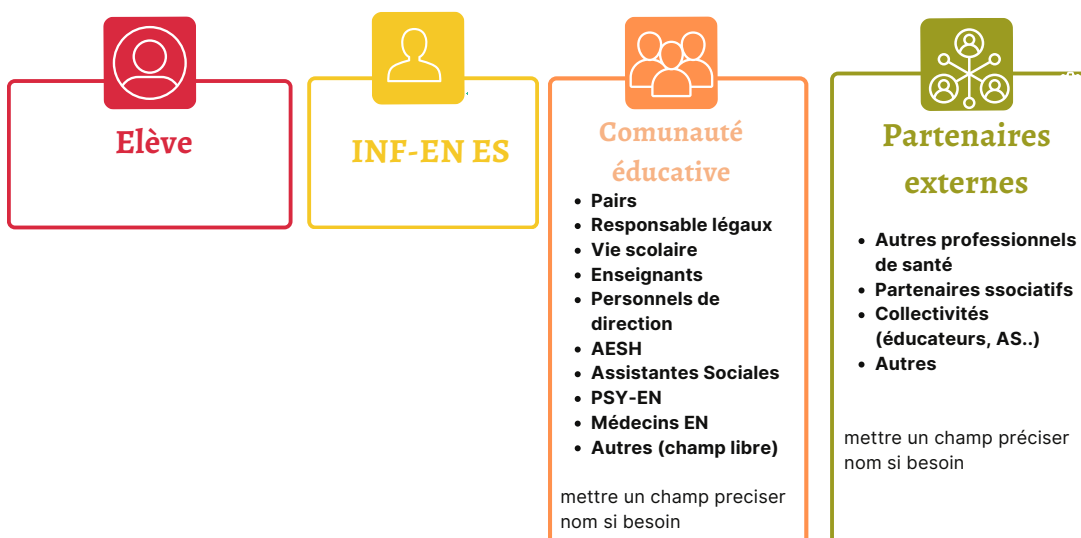 Elève
INF-EN ES
Comunauté
éducative
• Pairs
• Responsable légaux
• Vie scolaire
• Enseignants
• Personnels de
direction
• AESH
• Assistantes Sociales
• PSY-EN
• Médecins EN
• Autres (champ libre)
mettre un champ preciser
nom si besoin
Partenaires
externes
• Autres professionnels
de santé
• Partenaires ssociatifs
• Collectivités
(éducateurs, AS..)
• Autres
mettre un champ préciser
nom si besoin